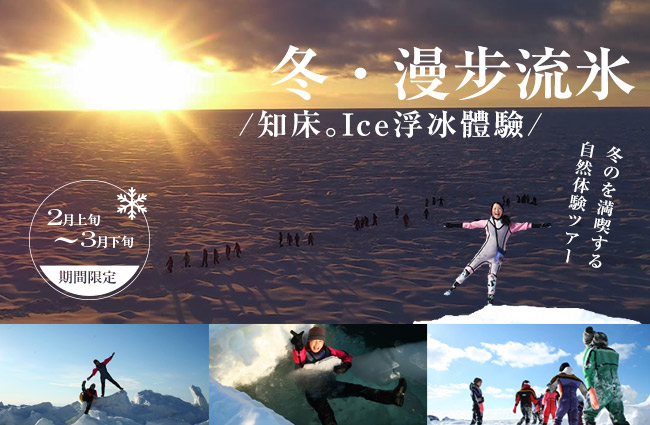 冬・漫步流氷
/知床。Ice浮冰體驗/
冬のを満喫する
自然体験ツアー
2月上旬
～3月下旬
期間限定